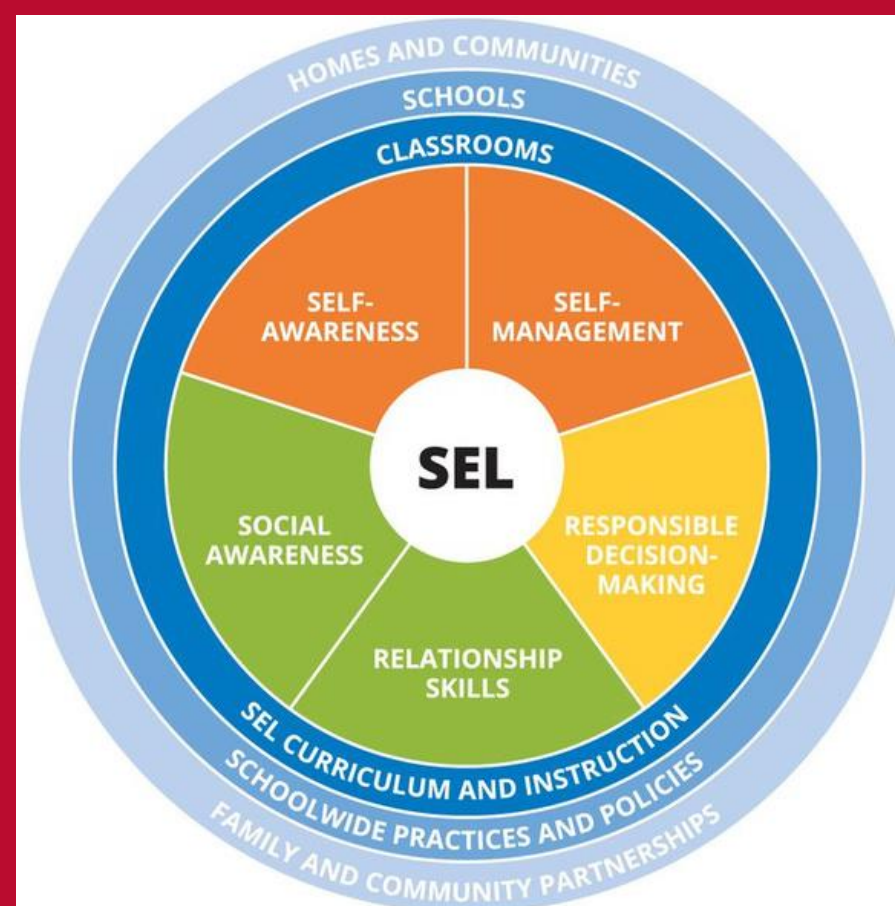 HOMES AND COMMUNITIES
SCHOOLS
CLASSROOMS
SELF-
AWARENESS
SELF-
MANAGEMENT
SEL
SOCIAL
AWARENESS
RESPONSIBLE
DECISION-
MAKING
RELATIONSHIP
SKILLS
SEL CURRICULUM AND INSTRUCTION
SCHOOLWIDE PRACTICES AND POLICIES
FAMILY AND COMMUNITY PARTNERSHIPS